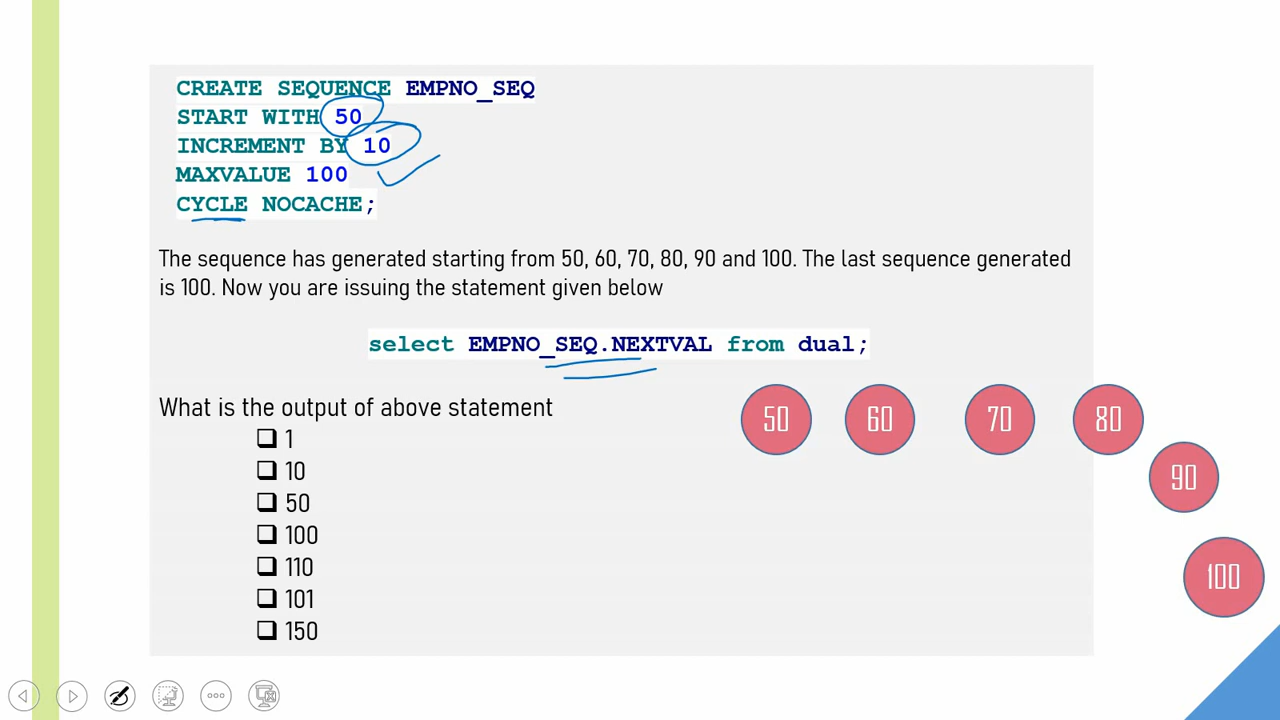 CREATE SEQUENCE EMPNO_SEQ
START WITH 50
INCREMENT BY 10
MAXVALUE 100
CYCLE NOCACHE;
The sequence has generated starting from 50, 60, 70, 80, 90 and 100. The last sequence generated
is 100. Now you are issuing the statement given below
select EMPNO_SEQ.NEXTVAL from dual;
What is the output of above statement
1
10
50
100
110
101
150
50 60 70 80
90
100